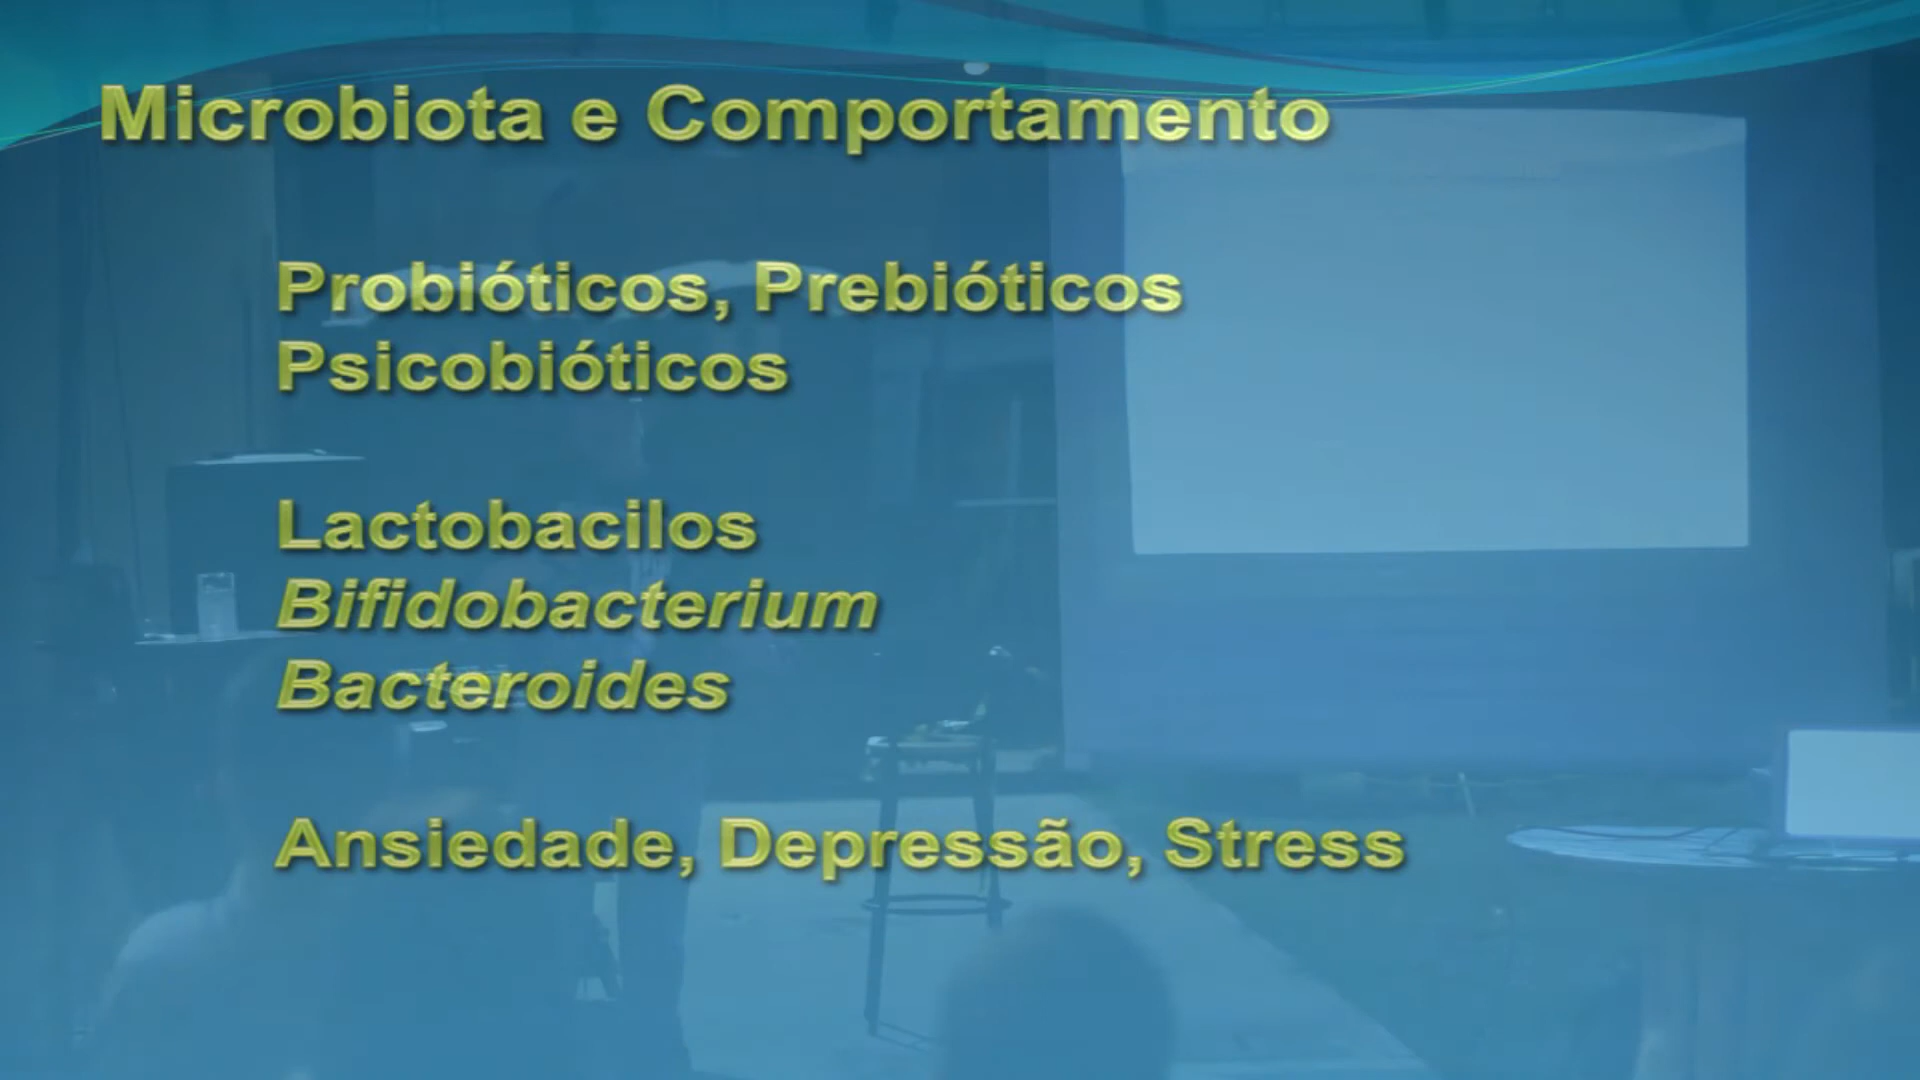 Microbiota e Comportamento
Probióticos, Prebióticos
Psicobióticos
Lactobacilos
Bifidobacterium
Bacteroides
Ansiedade, Depressão, Stress